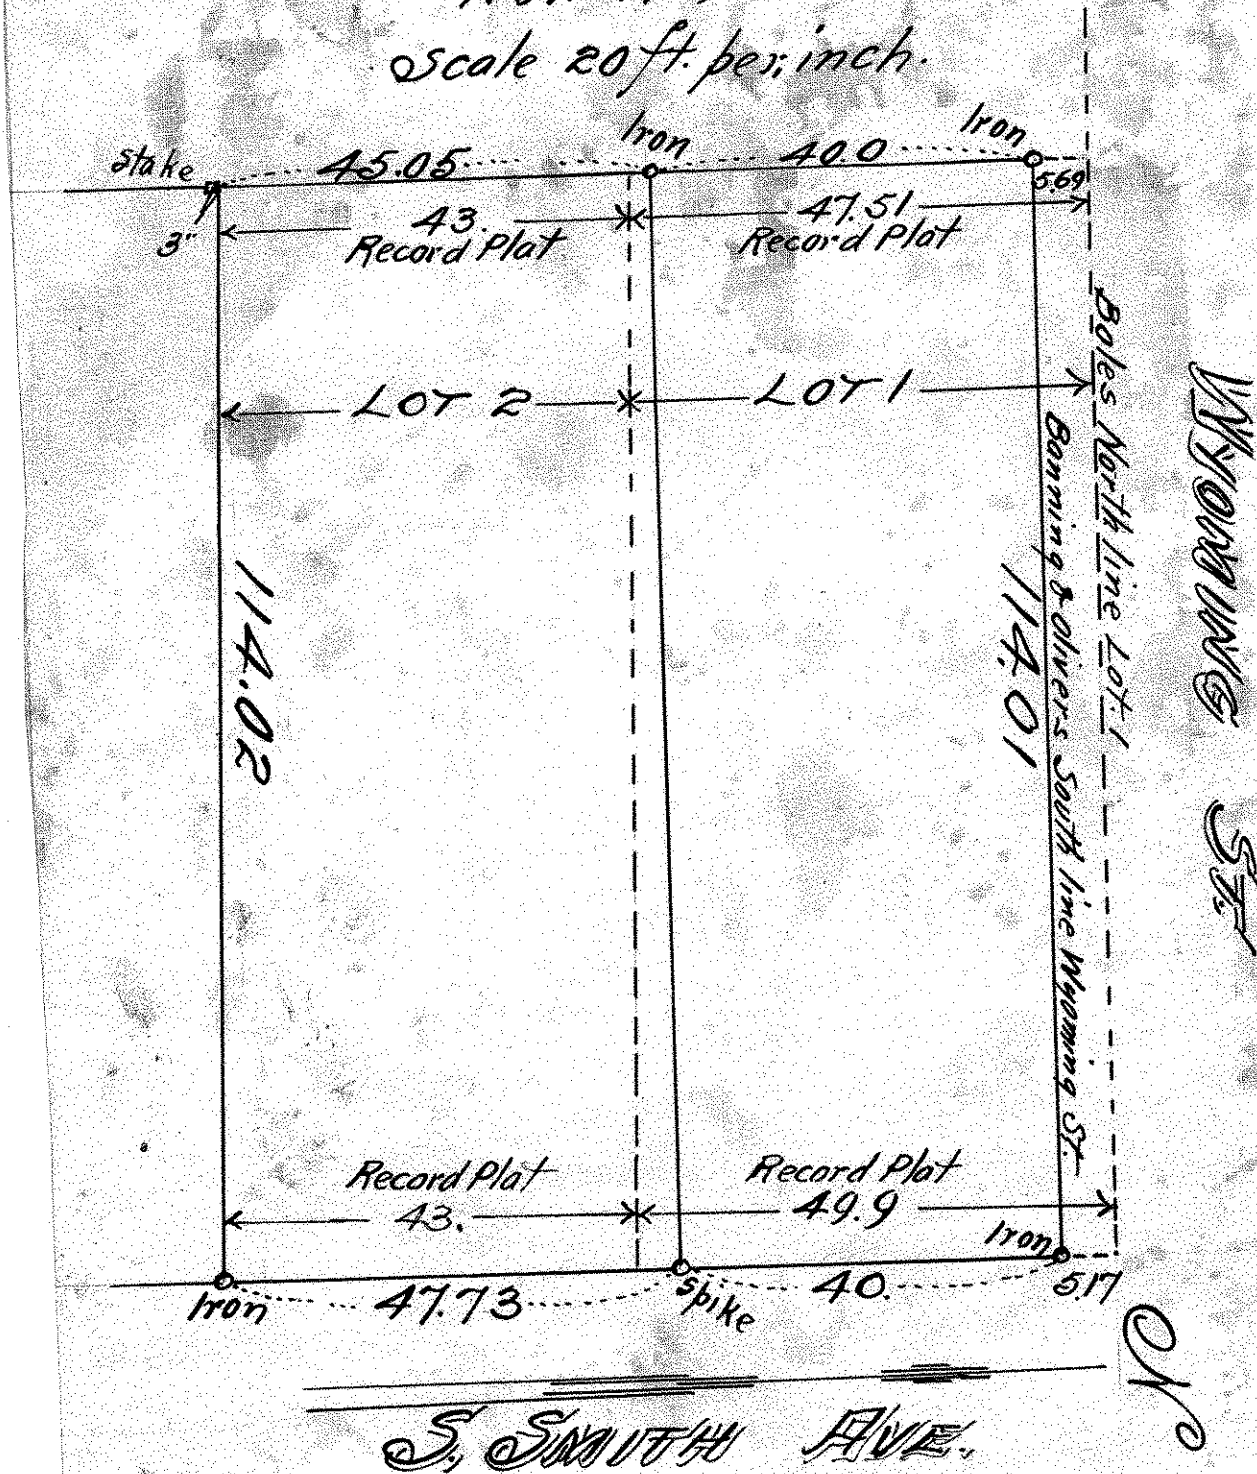 Scale 20 ft. per. inch.
Stake 45.05 Iron 40.0 Iron
5.69
3"
43. 47.51
Record Plat Record Plat
LOT 2 LOT 1
Boles North line Lot. 1
Banning & Olivers South line Wyoming St.
WYOMING ST.
114.02
114.01
Record Plat Record Plat
43. 49.9
Iron
Iron 47.73 Spike 40. 5.17
N
S. SMITH AVE.